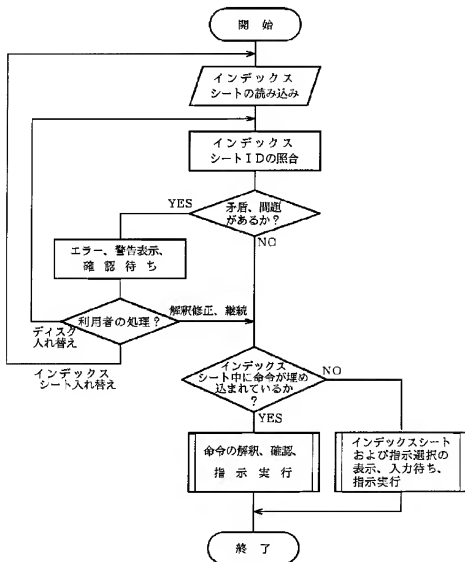 開始
インデックス
シートの読み込み
インデックス
シートIDの照合
YES
矛盾、問題
があるか?
NO
エラー、警告表示、
確認待ち
利用者の処理?
解釈修正、継続
ディスク
入れ替え
インデックス
シート入れ替え
インデックス
シート中に命令が埋め
込まれているか
?
NO
YES
命令の解釈、確認、
指示実行
インデックスシート
および指示選択の
表示、入力待ち、
指示実行
終了